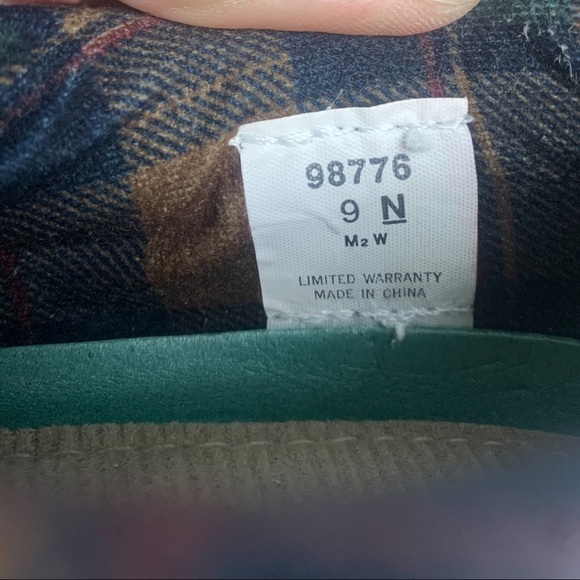 98776
9 N
M2 W
LIMITED WARRANTY
MADE IN CHINA